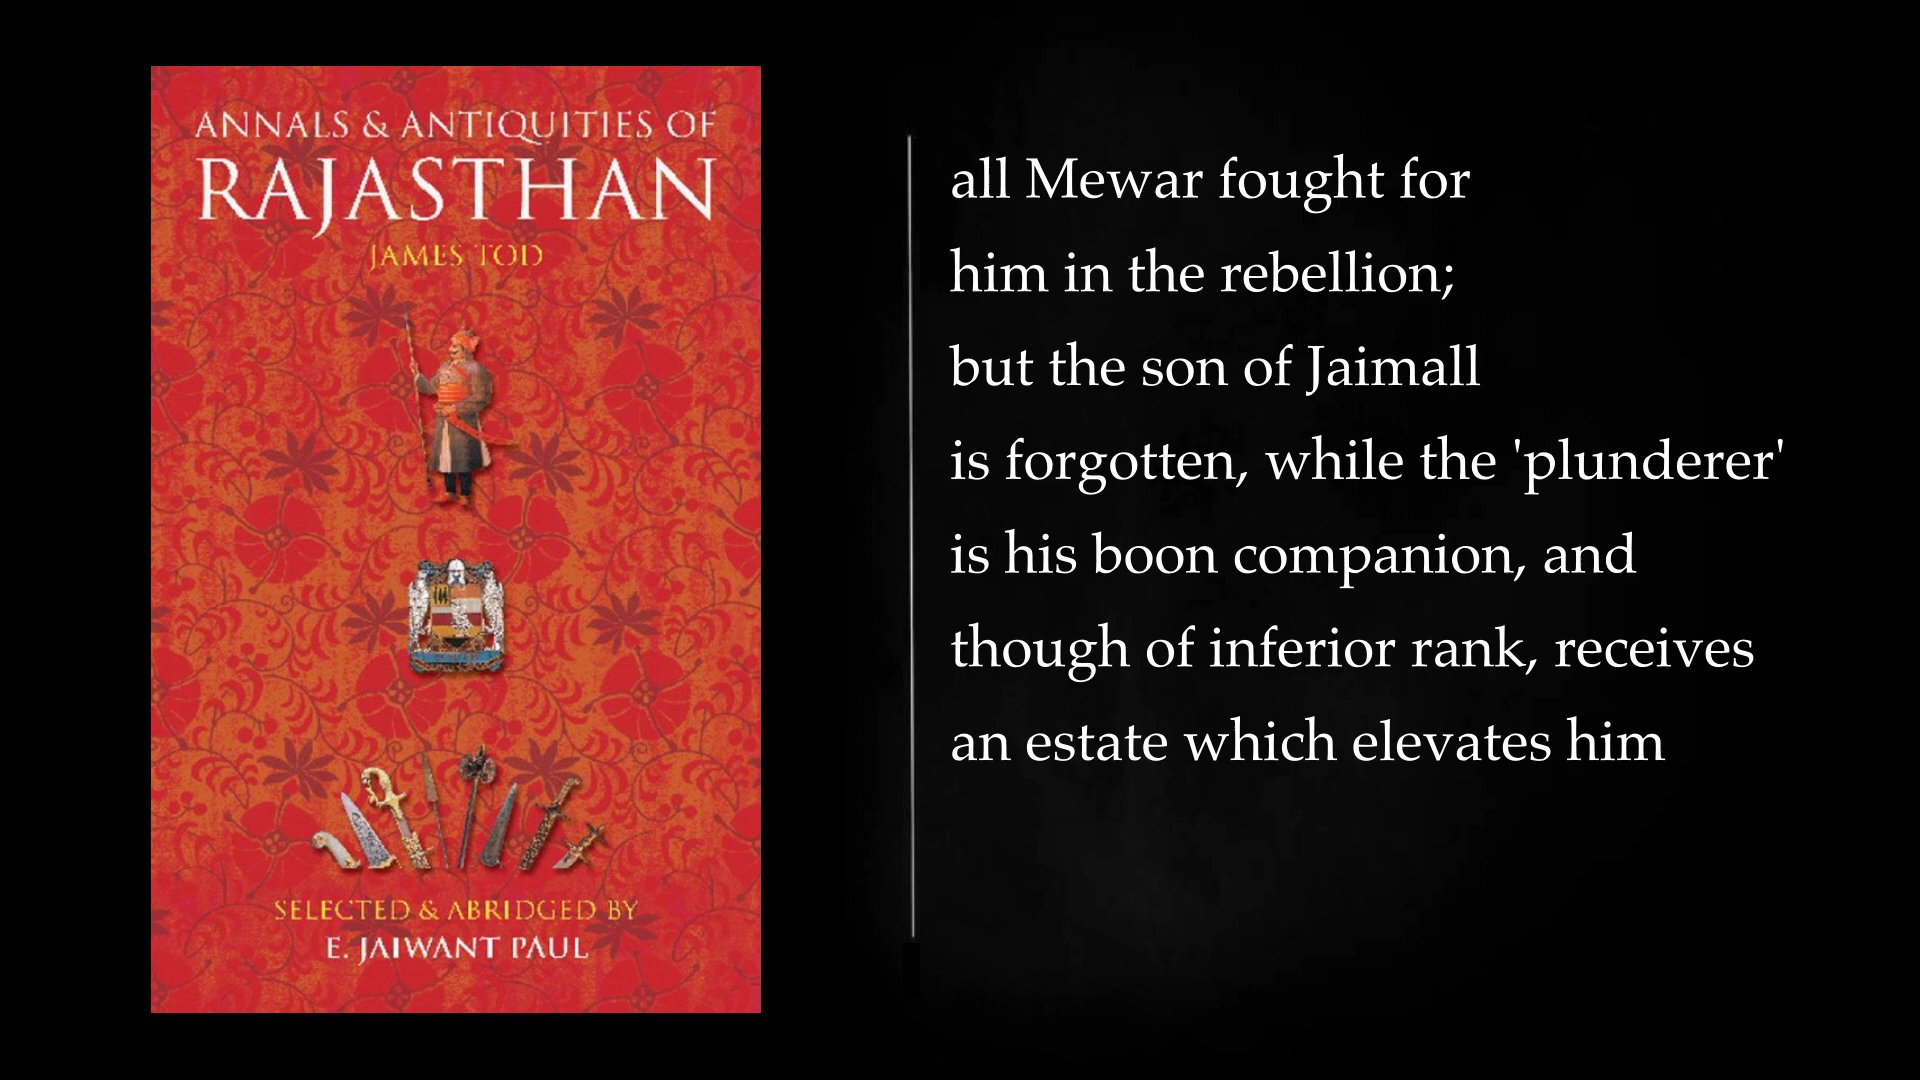 ANNALS & ANTIQUITIES OF
RAJASTHAN
JAMES TOD
SELECTED & ABRIDGED BY
E. JAIWANT PAUL
all Mewar fought for
him in the rebellion;
but the son of Jaimall
is forgotten, while the 'plunderer'
is his boon companion, and
though of inferior rank, receives
an estate which elevates him